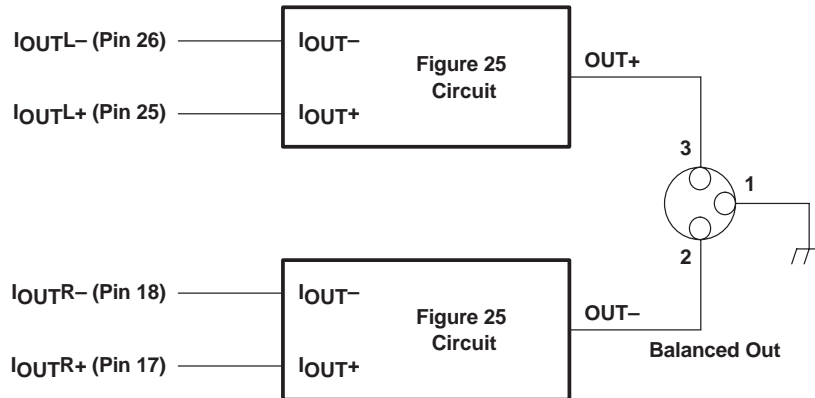 IOUTL– (Pin 26)
IOUT–
Figure 25
Circuit
OUT+
IOUTL+ (Pin 25)
IOUT+
3
1
2
IOUTR– (Pin 18)
IOUT–
Figure 25
Circuit
OUT–
Balanced Out
IOUTR+ (Pin 17)
IOUT+